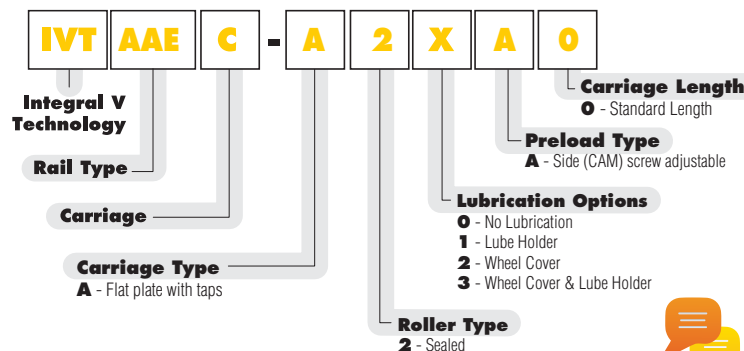 IVT AAE C - A 2 X A 0
Carriage Length
0 - Standard Length
Integral V
Technology
Preload Type
A - Side (CAM) screw adjustable
Rail Type
Lubrication Options
0 - No Lubrication
1 - Lube Holder
2 - Wheel Cover
3 - Wheel Cover & Lube Holder
Carriage
Carriage Type
A - Flat plate with taps
Roller Type
2 - Sealed